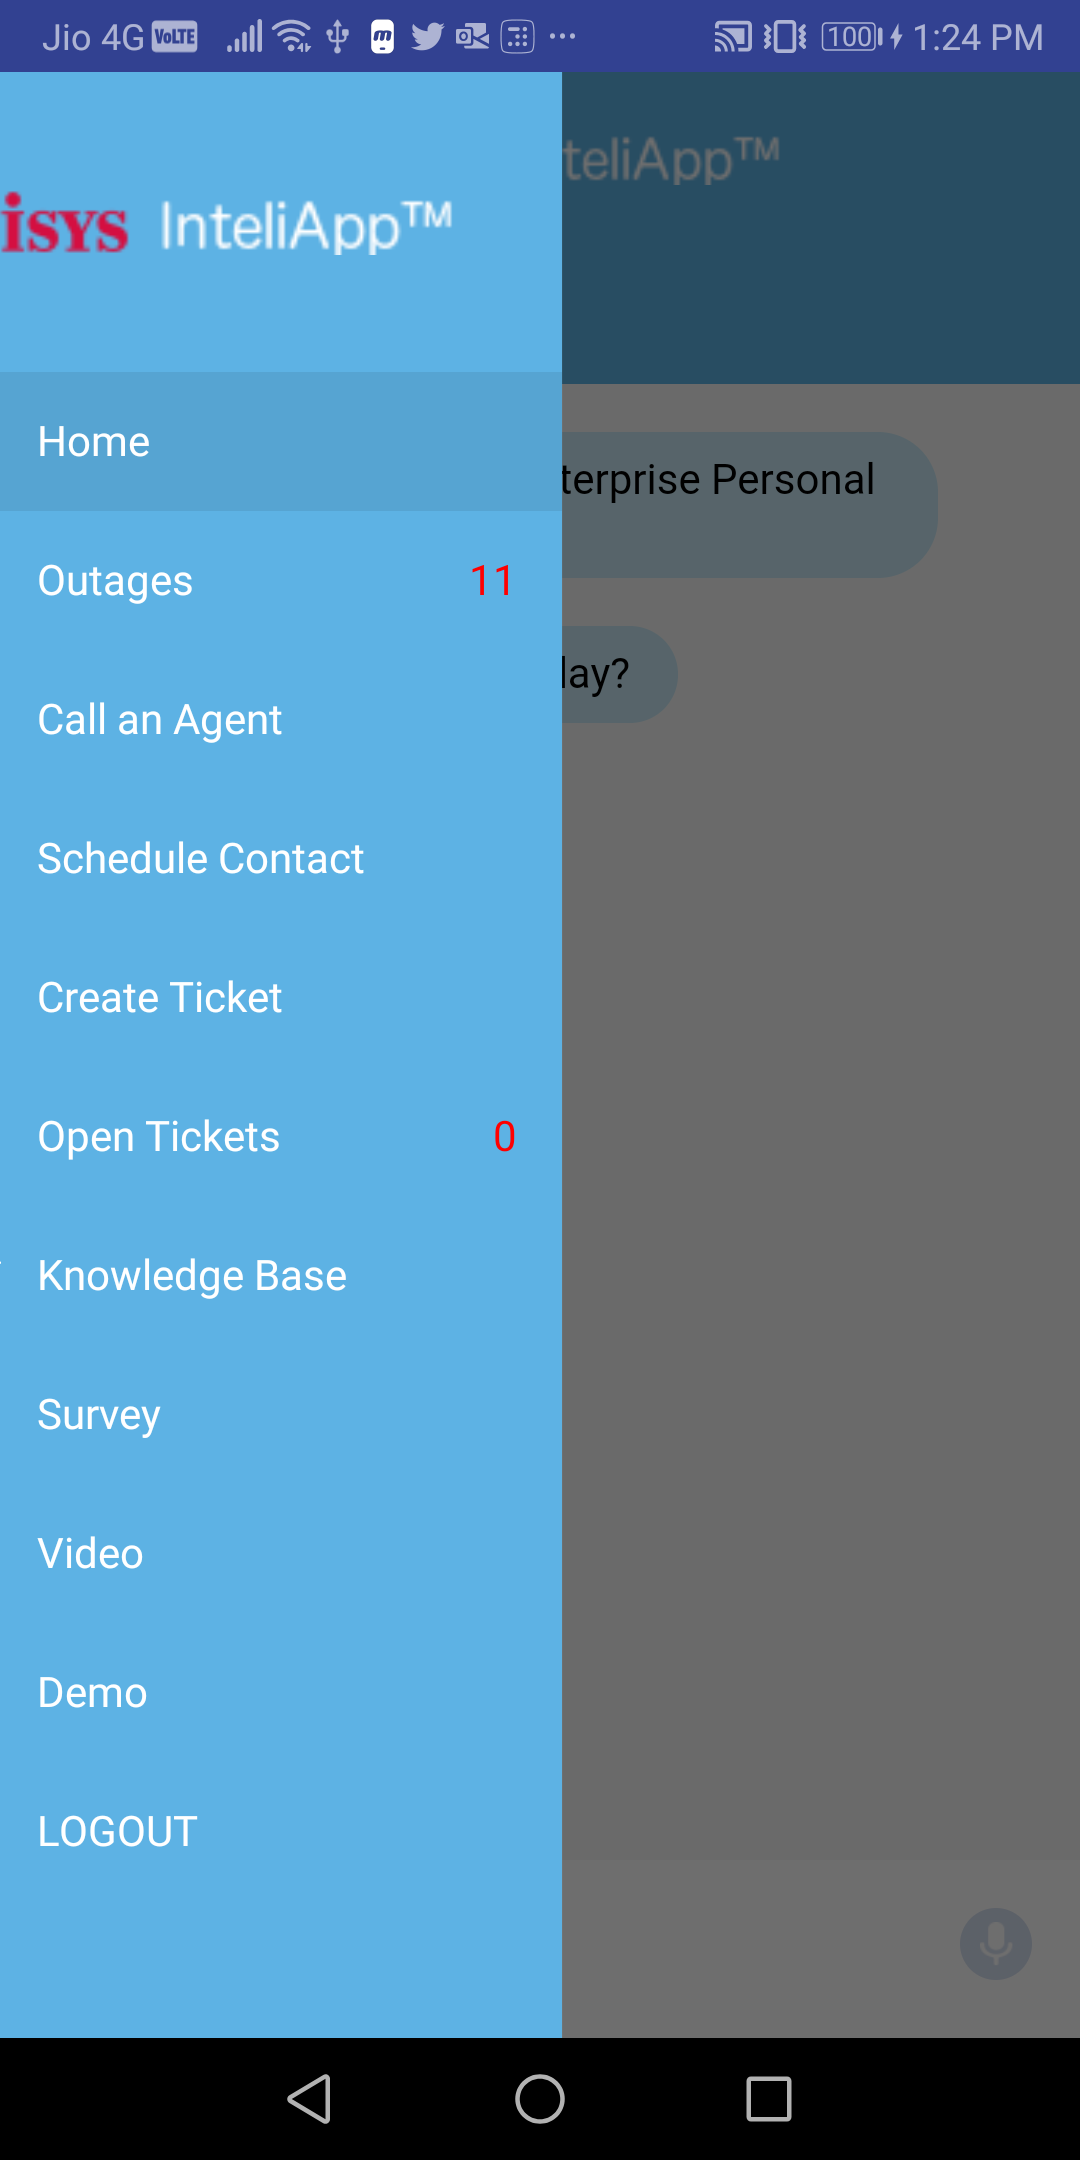 Jio 4G VoLTE 100 1:24 PM
teliApp™
isys InteliApp™
Home
terprise Personal
Outages 11
lay?
Call an Agent
Schedule Contact
Create Ticket
Open Tickets 0
Knowledge Base
Survey
Video
Demo
LOGOUT